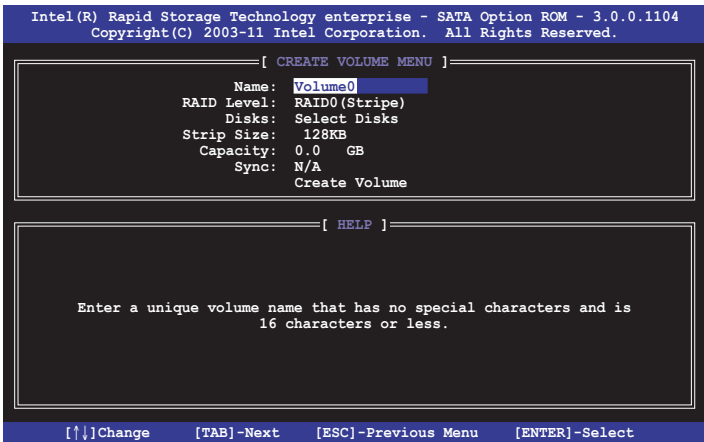 Intel(R) Rapid Storage Technology enterprise - SATA Option ROM - 3.0.0.1104
Copyright(C) 2003-11 Intel Corporation. All Rights Reserved.
[ CREATE VOLUME MENU ]
Name: Volume0
RAID Level: RAID0(Stripe)
Disks: Select Disks
Strip Size: 128KB
Capacity: 0.0 GB
Sync: N/A
Create Volume
[ HELP ]
Enter a unique volume name that has no special characters and is
16 characters or less.
[↑↓]Change [TAB]-Next [ESC]-Previous Menu [ENTER]-Select